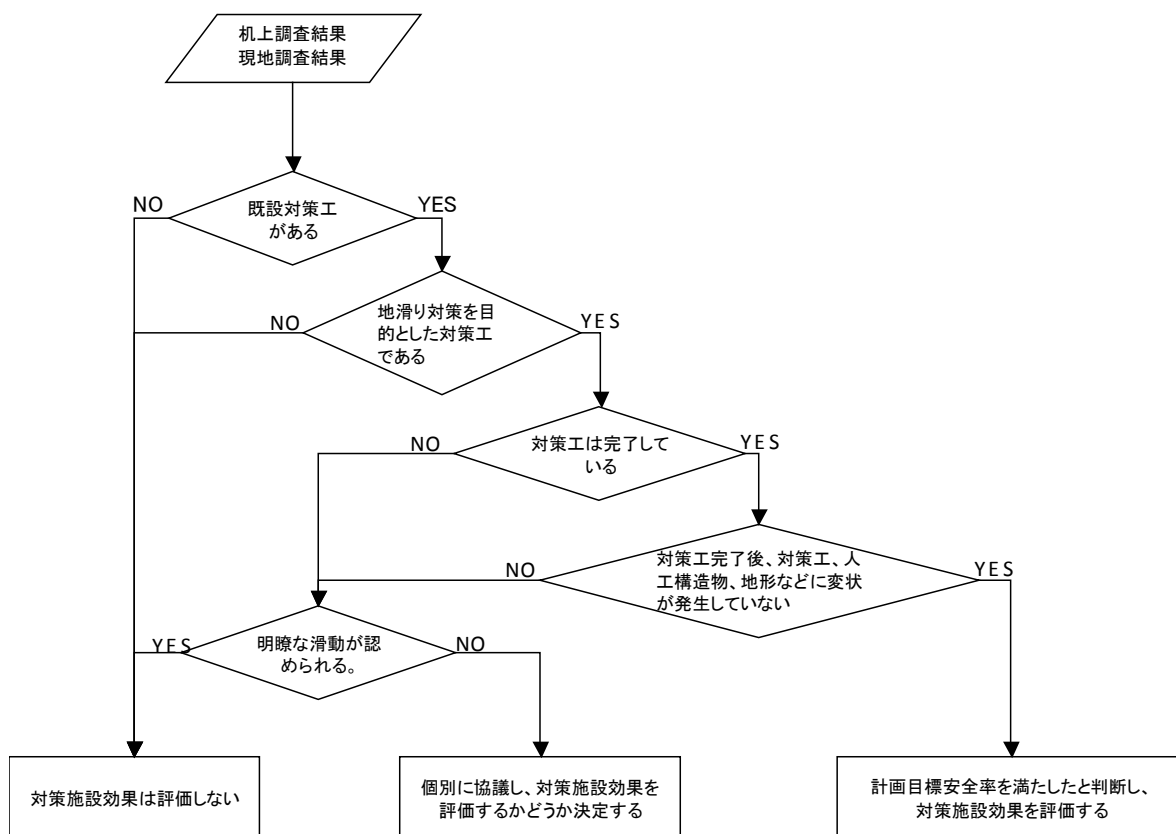 机上調査結果
現地調査結果
NO
YES
既設対策工
がある
NO
YES
地滑り対策を目
的とした対策工
である
NO
YES
対策工は完了して
いる
NO
YES
対策工完了後、対策工、人
工構造物、地形などに変状
が発生していない
YES
NO
明瞭な滑動が認
められる。
対策施設効果は評価しない
個別に協議し、対策施設効果を
評価するかどうか決定する
計画目標安全率を満たしたと判断し、
対策施設効果を評価する